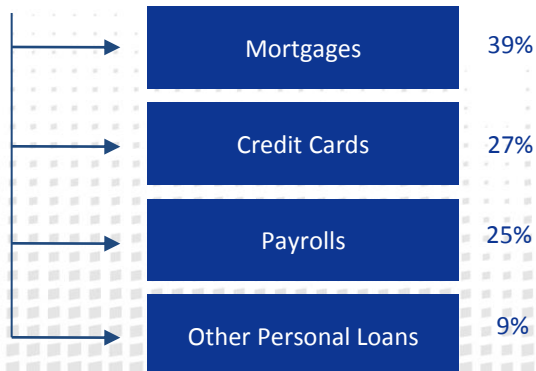 Mortgages 39%
Credit Cards 27%
Payrolls 25%
Other Personal Loans 9%